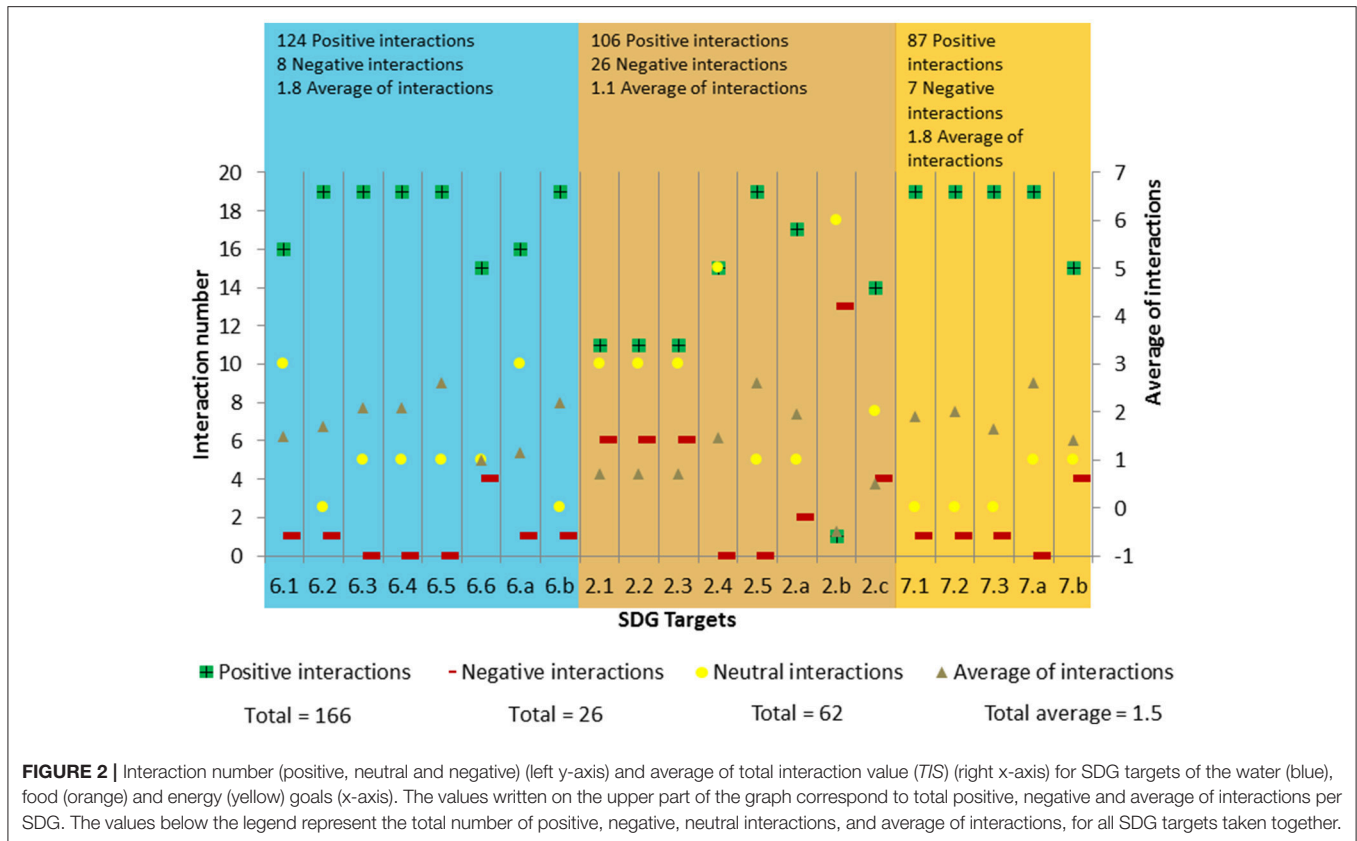 124 Positive interactions
8 Negative interactions
1.8 Average of interactions
106 Positive interactions
26 Negative interactions
1.1 Average of interactions
87 Positive
interactions
7 Negative
interactions
1.8 Average of
interactions
Interaction number
20
18
16
14
12
10
8
6
4
2
0
7
6
5
4
3
2
1
0
-1
Average of interactions
6.1 6.2 6.3 6.4 6.5 6.6 6.a 6.b 2.1 2.2 2.3 2.4 2.5 2.a 2.b 2.c 7.1 7.2 7.3 7.a 7.b
SDG Targets
Positive interactions Negative interactions Neutral interactions Average of interactions
Total = 166 Total = 26 Total = 62 Total average = 1.5
FIGURE 2 | Interaction number (positive, neutral and negative) (left y-axis) and average of total interaction value (TIS) (right x-axis) for SDG targets of the water (blue),
food (orange) and energy (yellow) goals (x-axis). The values written on the upper part of the graph correspond to total positive, negative and average of interactions per
SDG. The values below the legend represent the total number of positive, negative, neutral interactions, and average of interactions, for all SDG targets taken together.